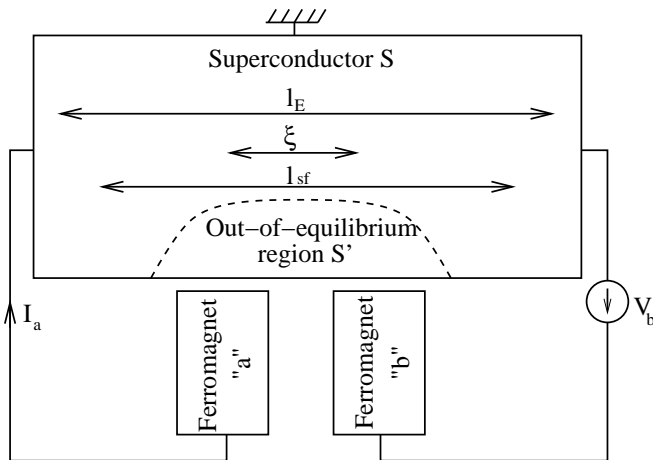 Superconductor S
l_E
ξ
l_sf
Out−of−equilibrium
region S'
I_a
Ferromagnet
"a"
Ferromagnet
"b"
V_b